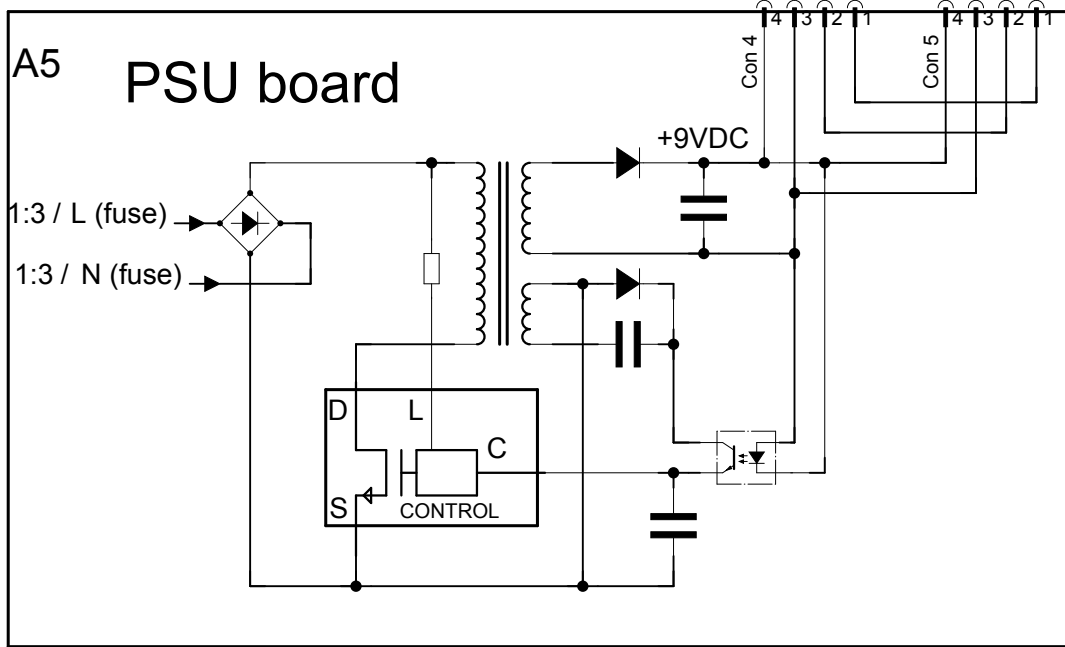 4 3 2 1 4 3 2 1
A5
PSU board
Con 4
Con 5
+9VDC
1:3 / L (fuse)
1:3 / N (fuse)
D L
C
S
CONTROL